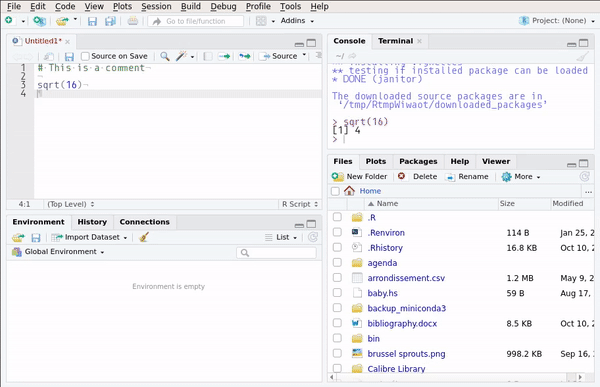 File Edit Code View Plots Session Build Debug Profile Tools Help
Go to file/function Addins Project: (None)
Untitled1*
Source on Save Source
1 # This is a comment
2
3 sqrt(16)
4
4:1 (Top Level) R Script
Console Terminal
~/
** testing if installed package can be loaded
* DONE (janitor)
The downloaded source packages are in
'/tmp/RtmpWiwaot/downloaded_packages'
> sqrt(16)
[1] 4
>
Environment History Connections
Import Dataset List
Global Environment
Environment is empty
Files Plots Packages Help Viewer
New Folder Delete Rename More
Home ...
Name Size Modified
.R
.Renviron 114 B Jan 25, 2
.Rhistory 16.8 KB Oct 10, 2
agenda
arrondissement.csv 1.2 MB May 9, 2
baby.hs 59 B Aug 17,
backup_miniconda3
bibliography.docx 8.5 KB Oct 10, 2
bin
brussel sprouts.png 998.2 KB Sep 16,
Calibre Library